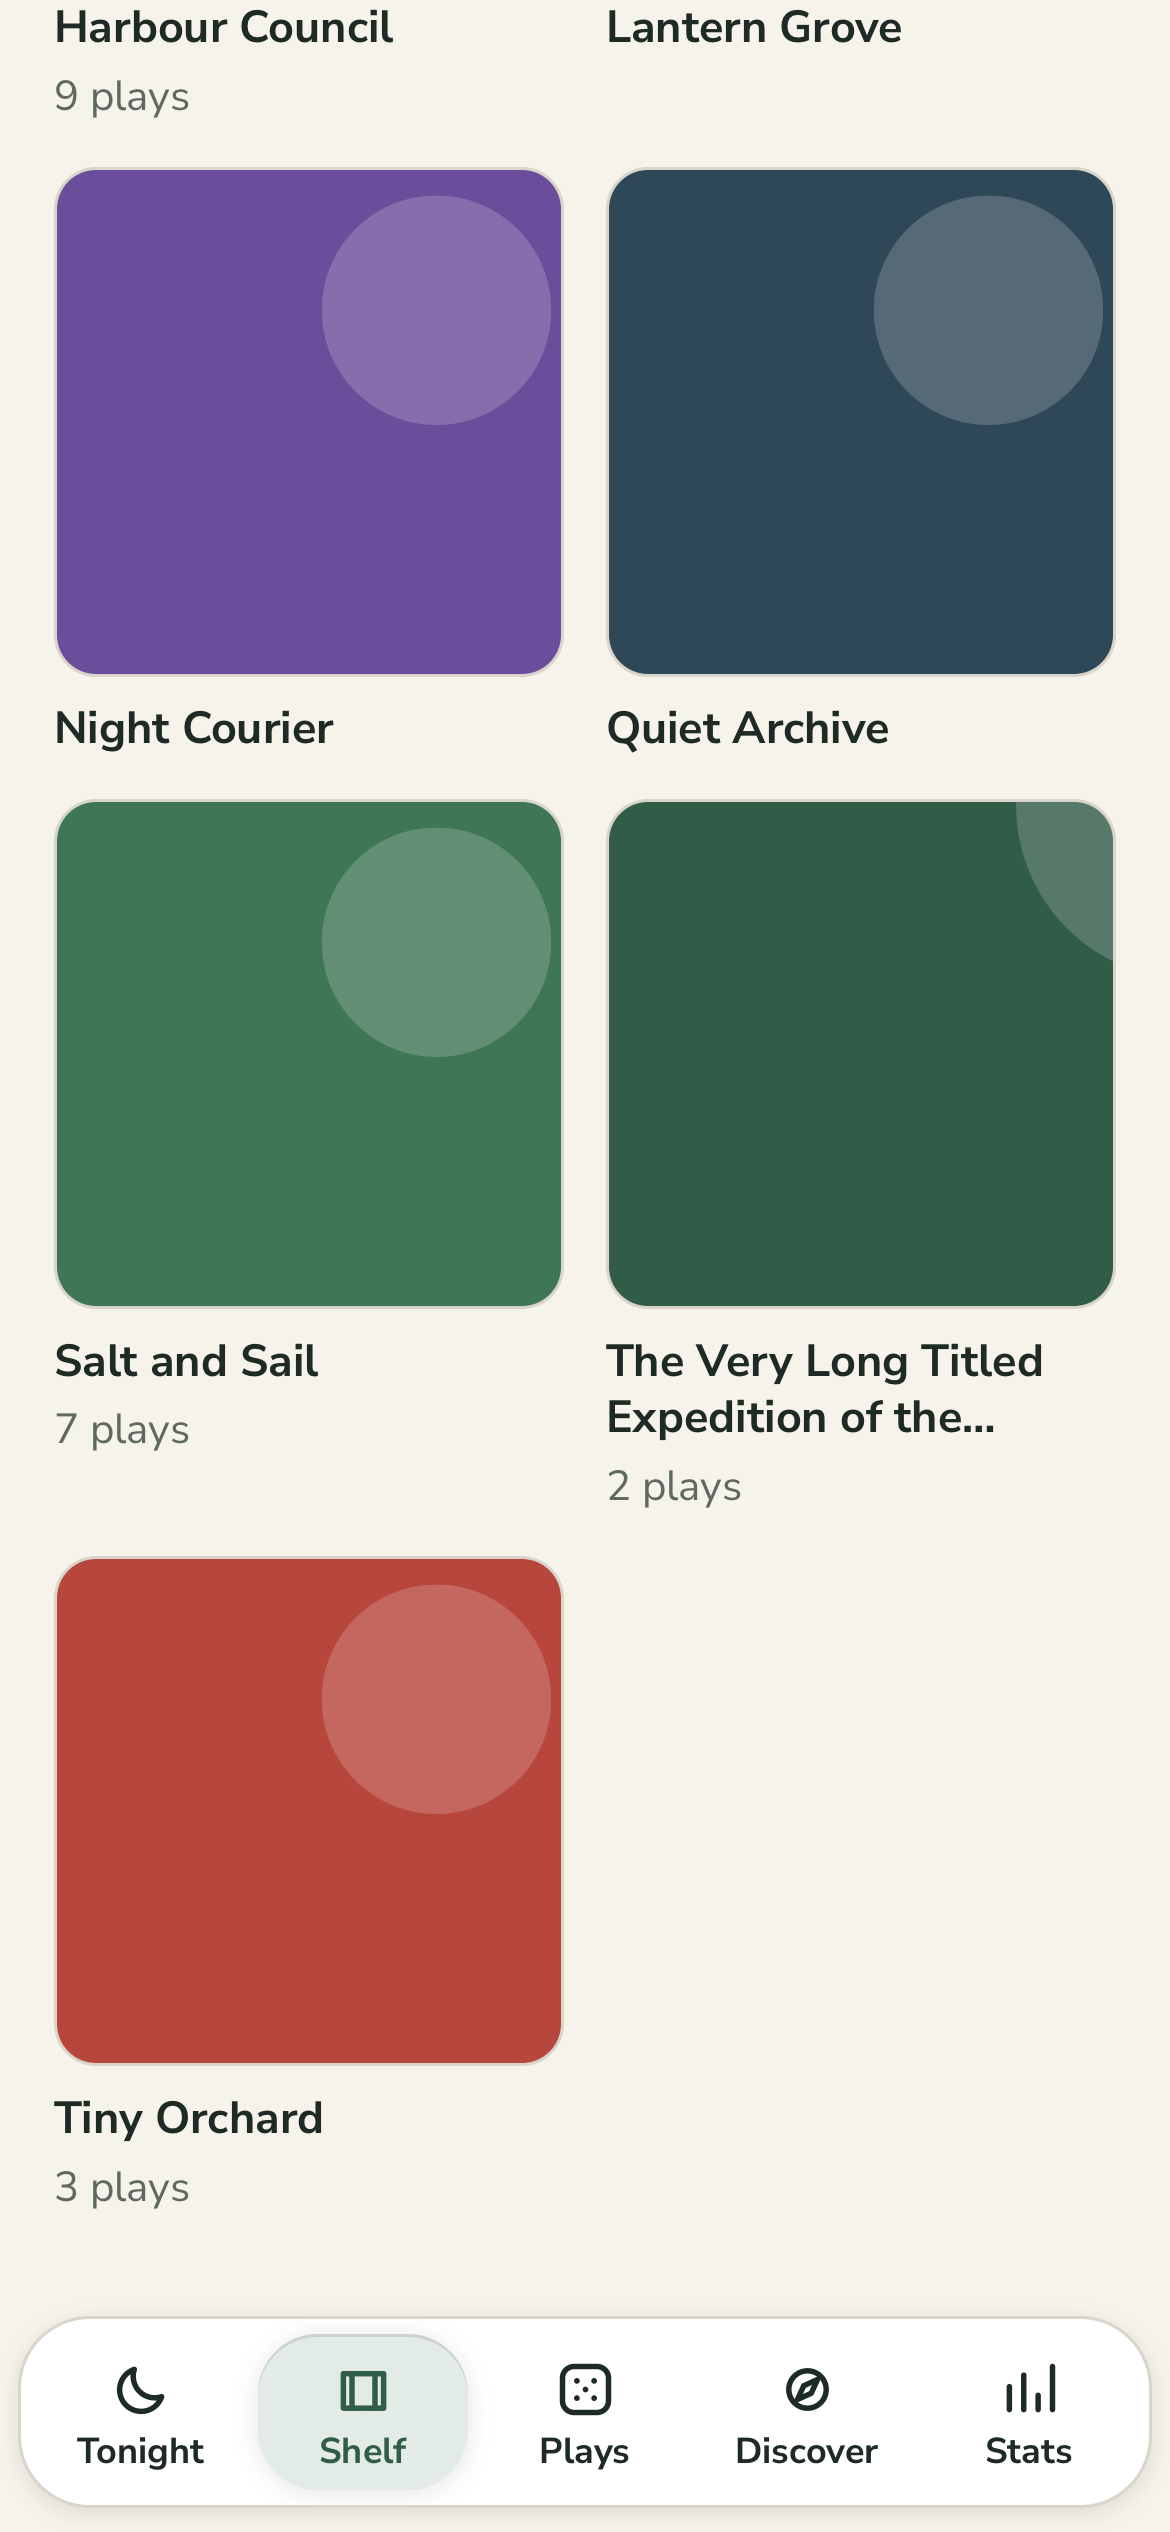 Harbour Council
Lantern Grove
9 plays
Night Courier
Quiet Archive
Salt and Sail
7 plays
The Very Long Titled
Expedition of the...
2 plays
Tiny Orchard
3 plays
Tonight
Shelf
Plays
Discover
Stats